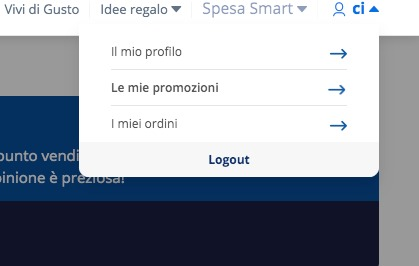 Vivi di Gusto Idee regalo Spesa Smart ci
Il mio profilo
Le mie promozioni
I miei ordini
punto vendi
Logout
pinione è preziosa!